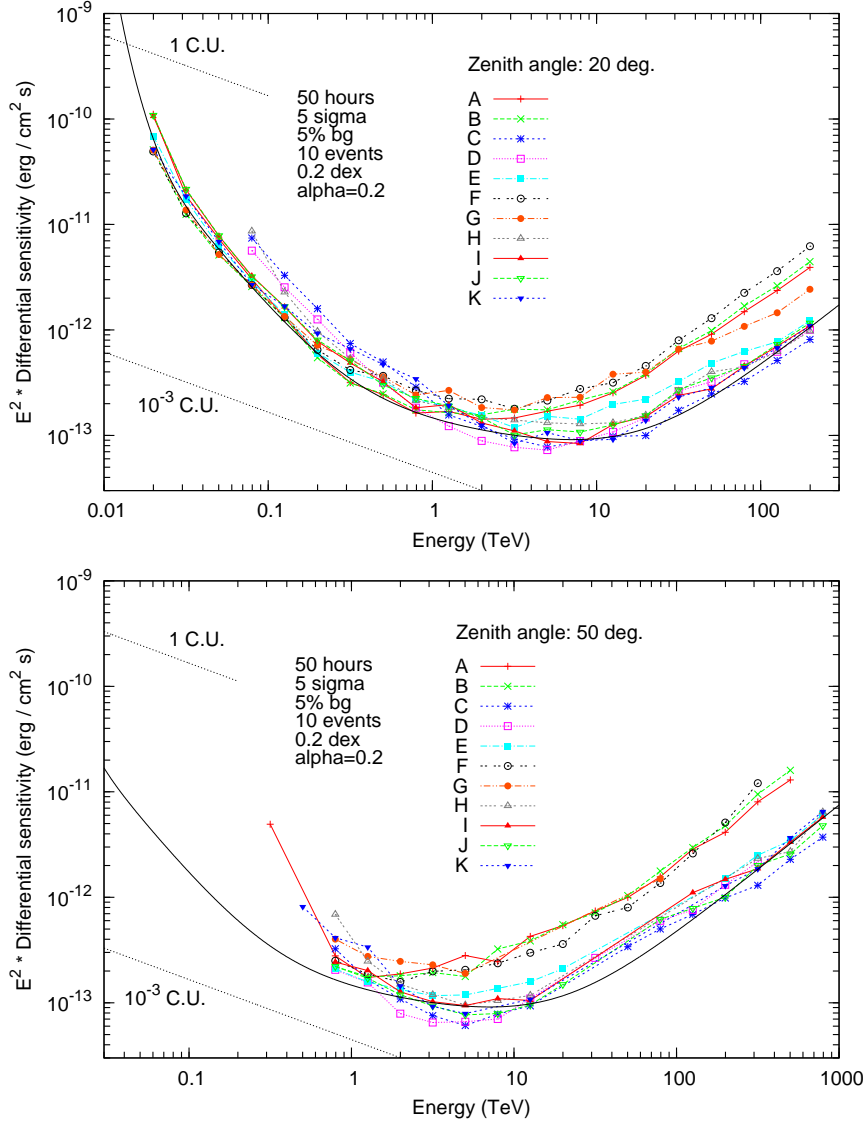 10^-9
10^-10
10^-11
10^-12
10^-13
E^2 * Differential sensitivity (erg / cm^2 s)
1 C.U.
10^-3 C.U.
50 hours
5 sigma
5% bg
10 events
0.2 dex
alpha=0.2
Zenith angle: 20 deg.
A
B
C
D
E
F
G
H
I
J
K
0.01 0.1 1 10 100
Energy (TeV)
10^-9
10^-10
10^-11
10^-12
10^-13
E^2 * Differential sensitivity (erg / cm^2 s)
1 C.U.
10^-3 C.U.
50 hours
5 sigma
5% bg
10 events
0.2 dex
alpha=0.2
Zenith angle: 50 deg.
A
B
C
D
E
F
G
H
I
J
K
0.1 1 10 100 1000
Energy (TeV)